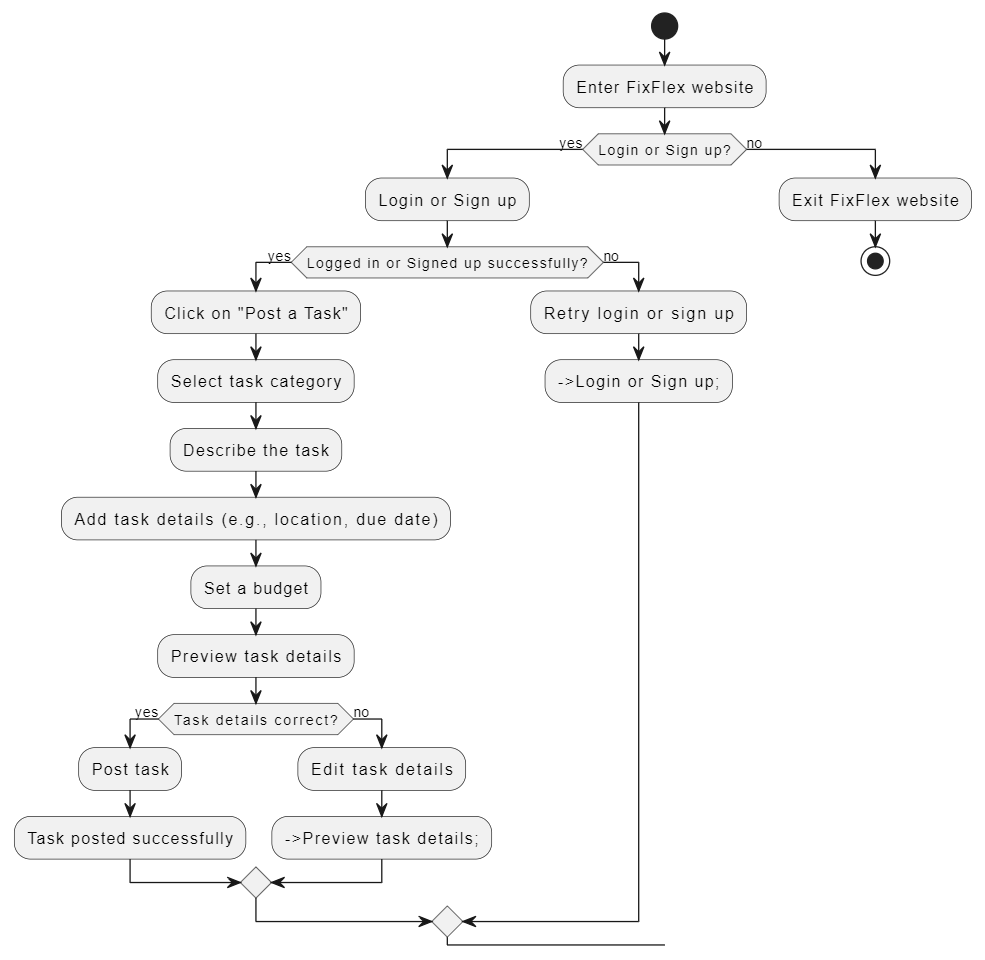 Enter FixFlex website
yes
Login or Sign up?
no
Login or Sign up
Exit FixFlex website
yes
Logged in or Signed up successfully?
no
Click on "Post a Task"
Retry login or sign up
Select task category
->Login or Sign up;
Describe the task
Add task details (e.g., location, due date)
Set a budget
Preview task details
yes
Task details correct?
no
Post task
Edit task details
Task posted successfully
->Preview task details;